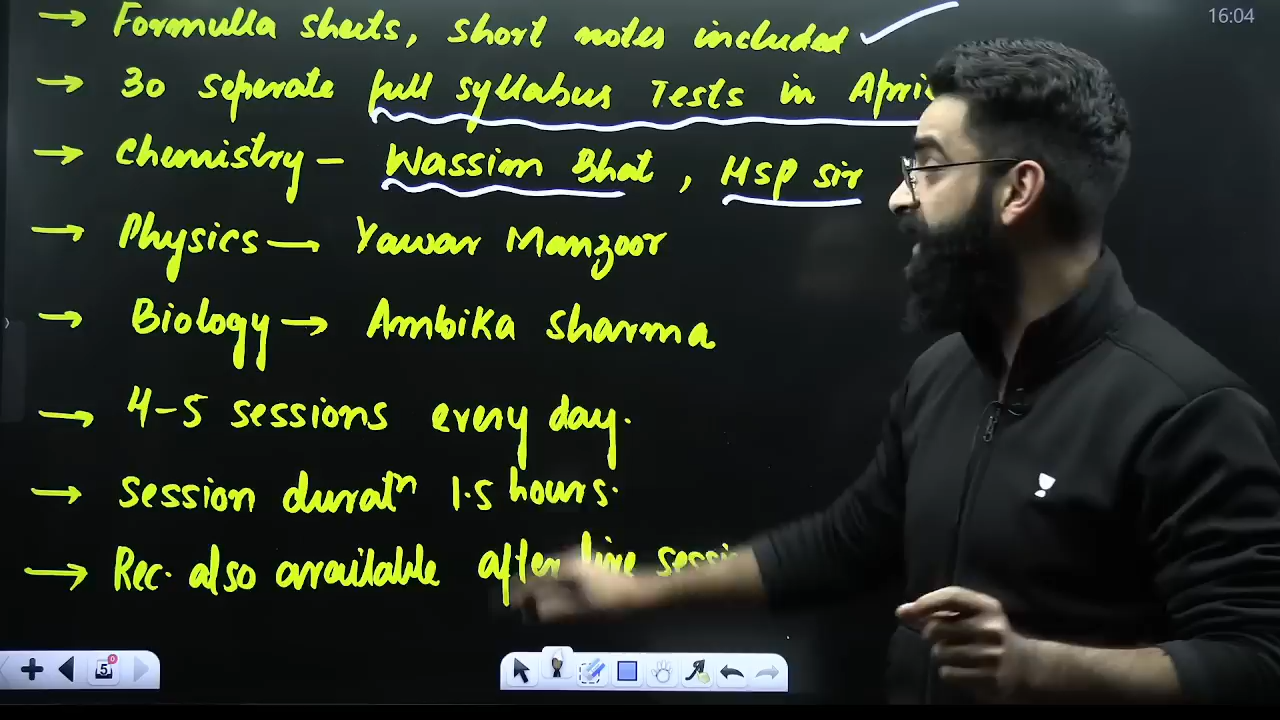 16:04
→ Formulla sheets, short notes included ✓
→ 30 seperate full syllabus Tests in
→ Chemistry - Wassim Bhat, HSP sir
→ Physics → Yawar Manzoor
→ Biology → Ambika Sharma
→ 4-5 sessions every day.
→ Session duratⁿ 1.5 hours.
→ Rec. also available after live
5